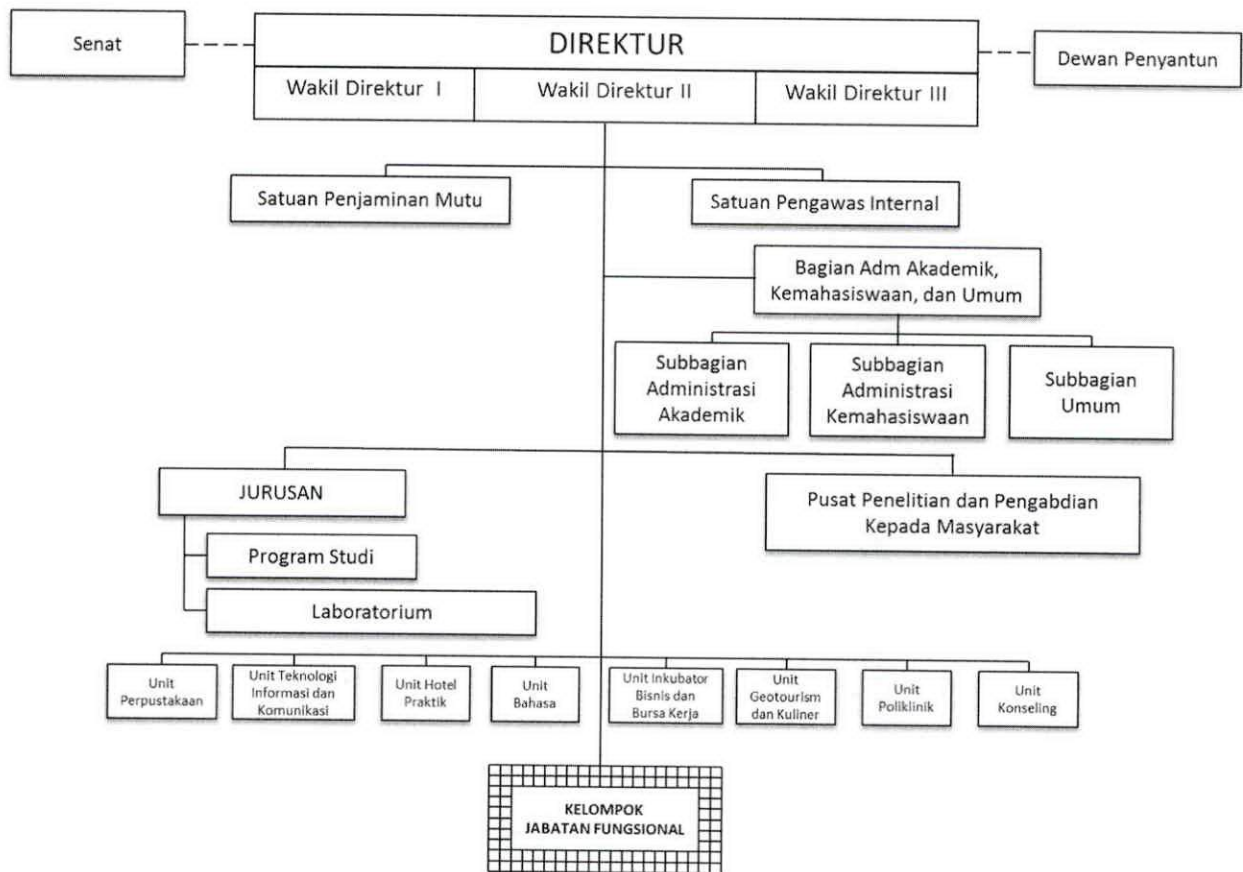 Senat
DIREKTUR
Dewan Penyantun
Wakil Direktur I
Wakil Direktur II
Wakil Direktur III
Satuan Penjaminan Mutu
Satuan Pengawas Internal
Bagian Adm Akademik,
Kemahasiswaan, dan Umum
Subbagian
Administrasi
Akademik
Subbagian
Administrasi
Kemahasiswaan
Subbagian
Umum
JURUSAN
Pusat Penelitian dan Pengabdian
Kepada Masyarakat
Program Studi
Laboratorium
Unit
Perpustakaan
Unit Teknologi
Informasi dan
Komunikasi
Unit Hotel
Praktik
Unit
Bahasa
Unit Inkubator
Bisnis dan
Bursa Kerja
Unit
Geotourism
dan Kuliner
Unit
Poliklinik
Unit
Konseling
KELOMPOK
JABATAN FUNGSIONAL